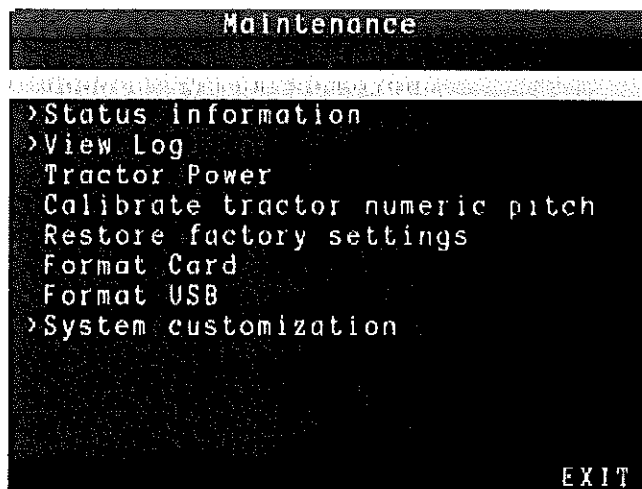 Maintenance
>Status information
>View Log
Tractor Power
Calibrate tractor numeric pitch
Restore factory settings
Format Card
Format USB
>System customization
EXIT